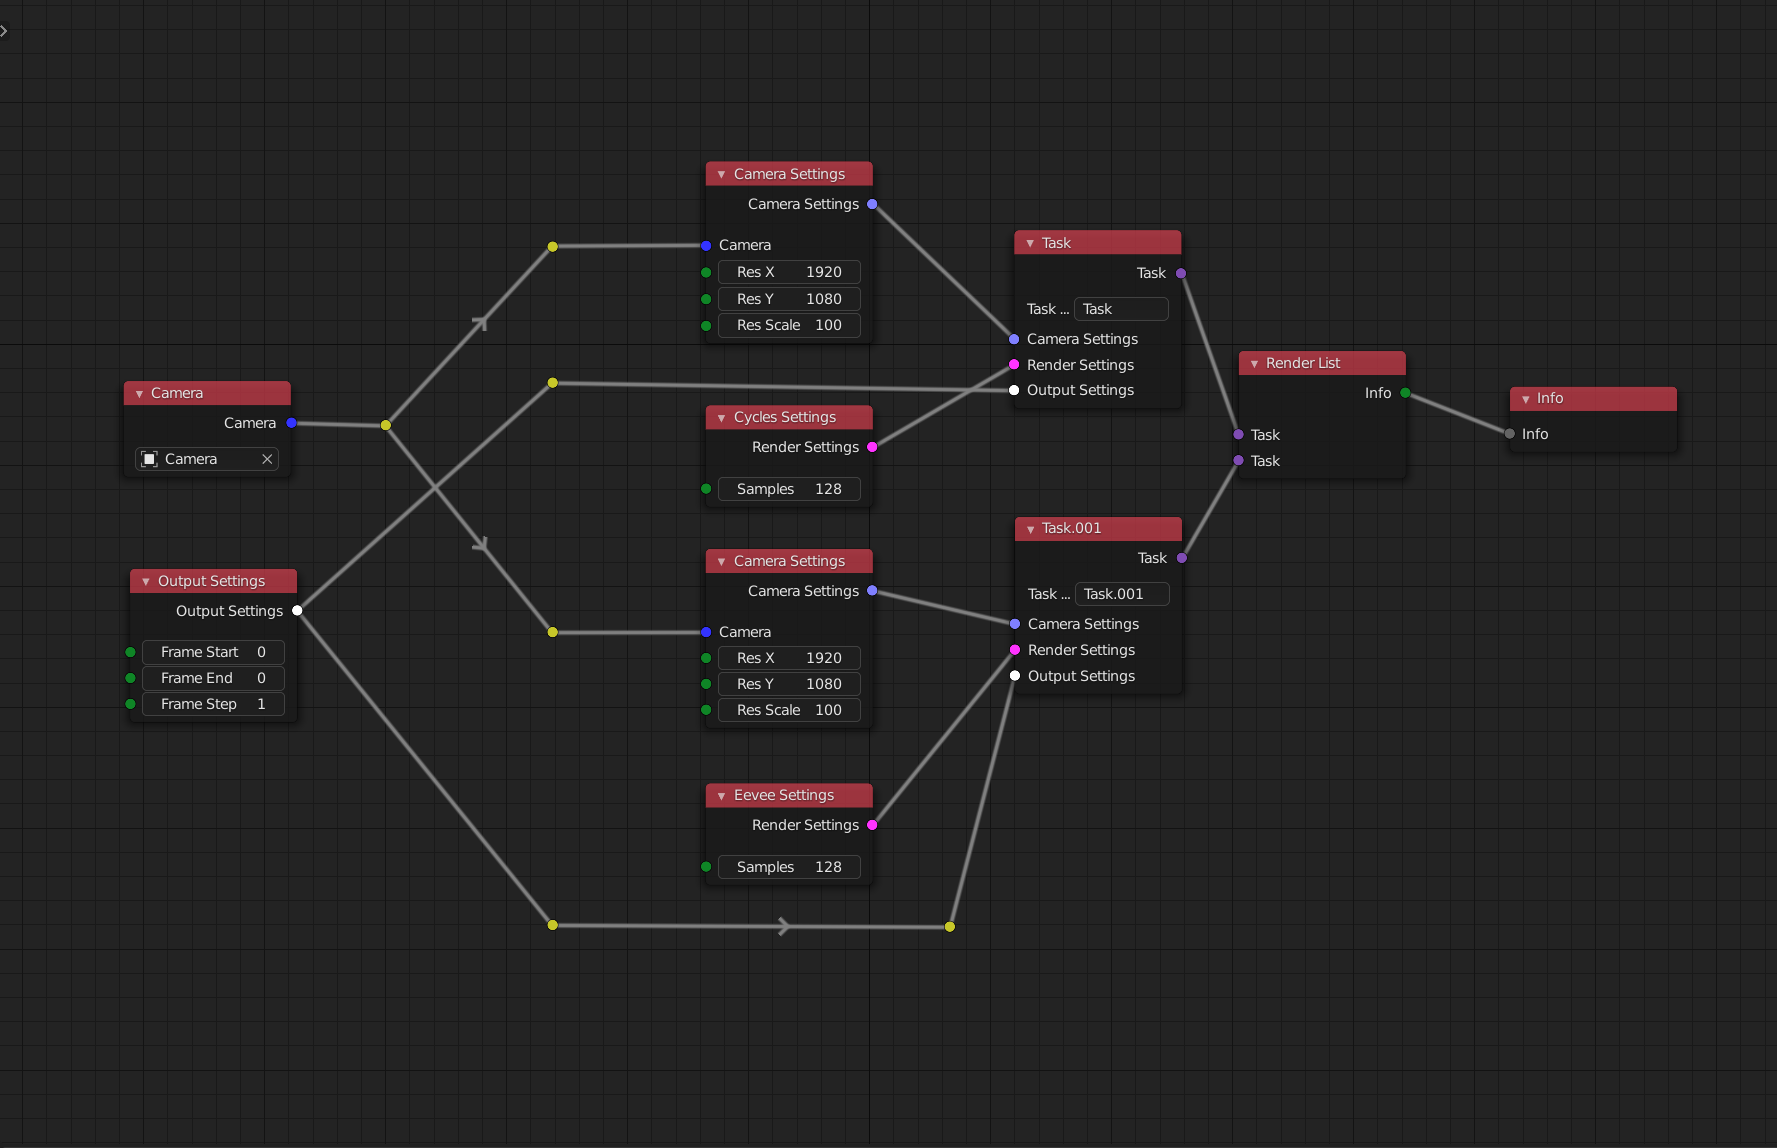 Camera
Camera
Camera
Output Settings
Output Settings
Frame Start 0
Frame End 0
Frame Step 1
Camera Settings
Camera Settings
Camera
Res X 1920
Res Y 1080
Res Scale 100
Cycles Settings
Render Settings
Samples 128
Camera Settings
Camera Settings
Camera
Res X 1920
Res Y 1080
Res Scale 100
Eevee Settings
Render Settings
Samples 128
Task
Task
Task ... Task
Camera Settings
Render Settings
Output Settings
Task.001
Task
Task ... Task.001
Camera Settings
Render Settings
Output Settings
Render List
Info
Task
Task
Info
Info